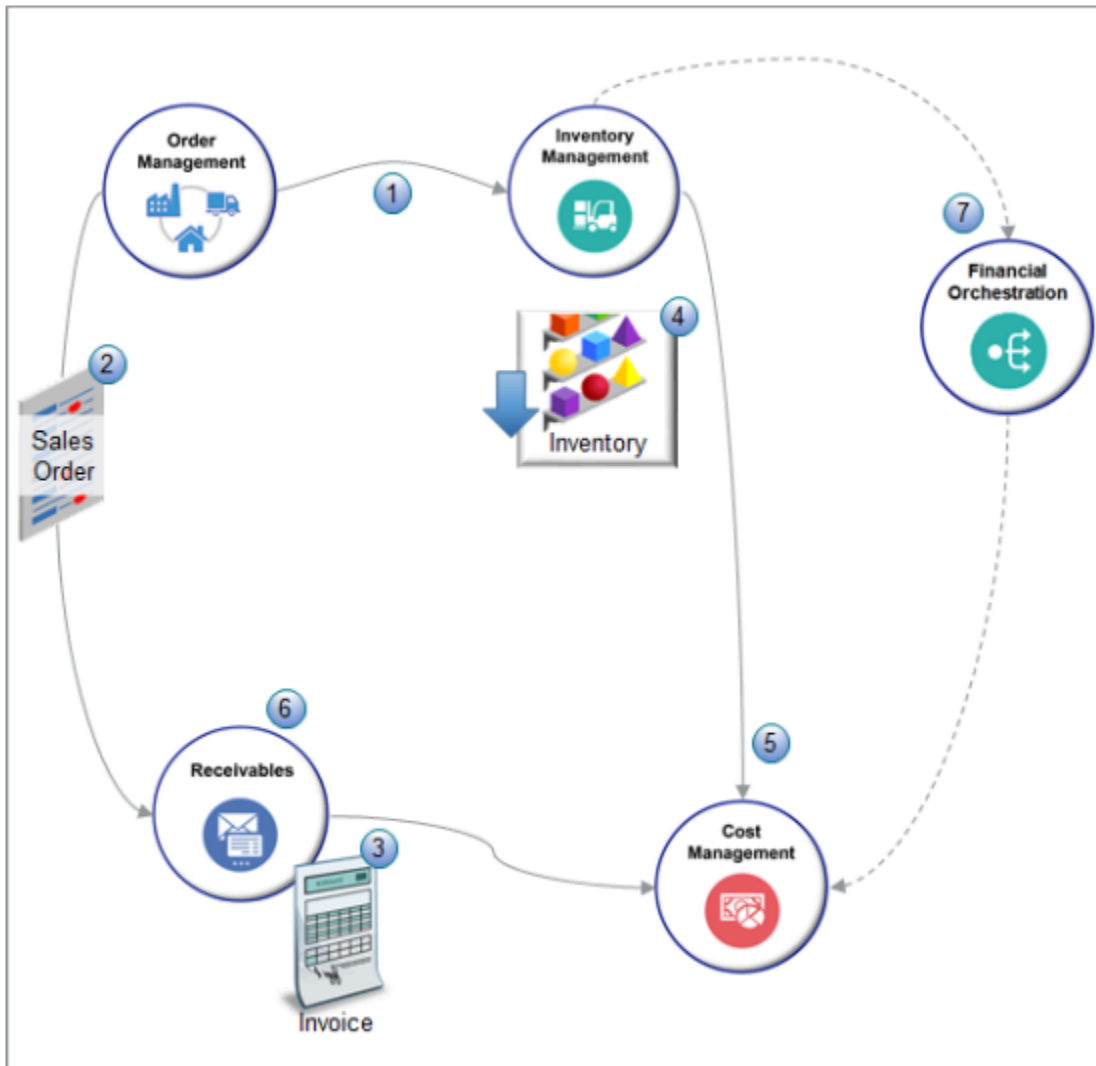 Order
Management
1
Inventory
Management
7
Financial
Orchestration
2
Sales
Order
4
Inventory
6
Receivables
5
Cost
Management
3
Invoice